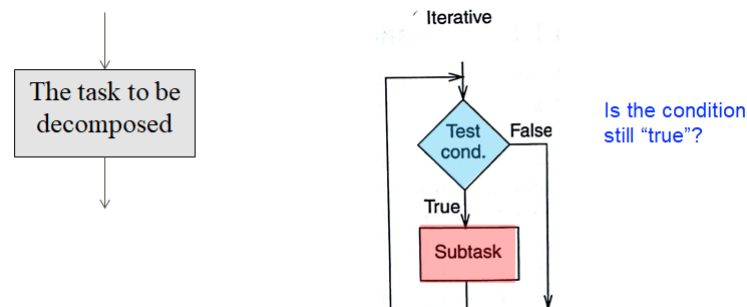 Iterative
The task to be
decomposed
Test
cond.
False
Is the condition
still “true”?
True
Subtask